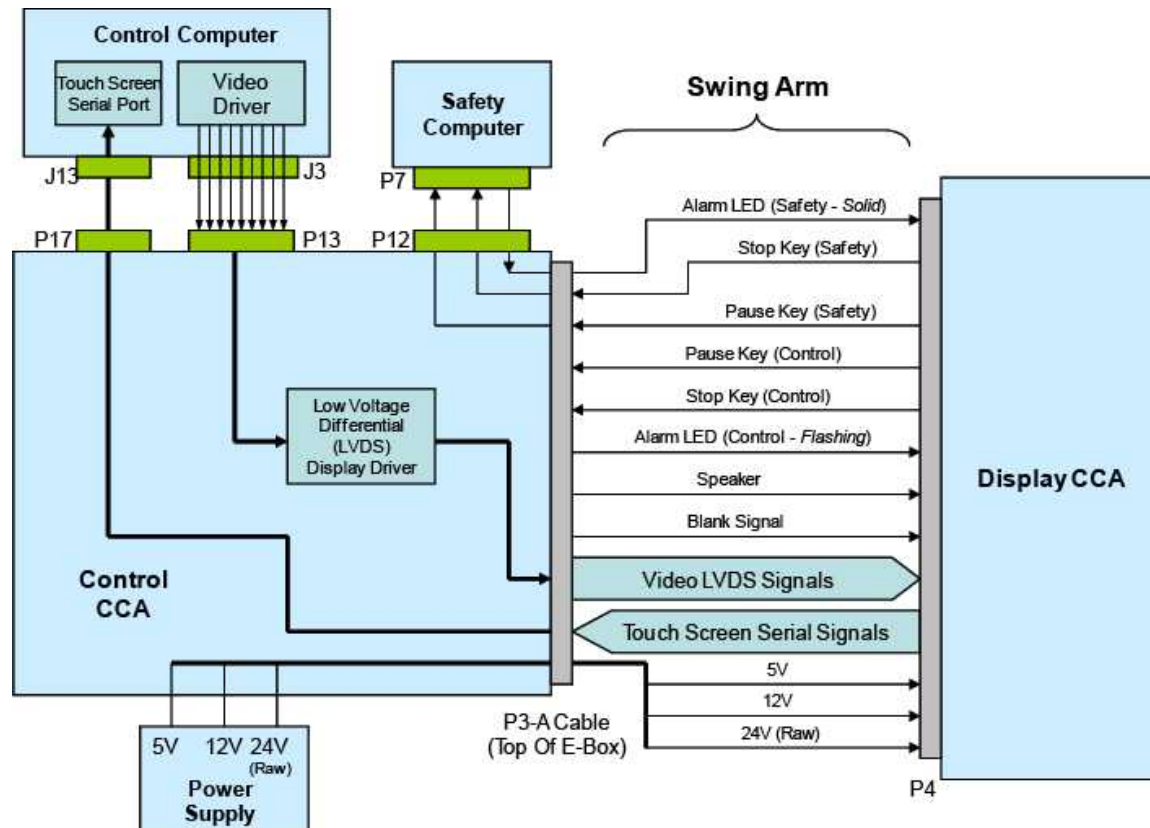 Control Computer
Touch Screen
Serial Port
Video
Driver
J13
J3
Safety
Computer
P7
P17
P13
P12
Swing Arm
Alarm LED (Safety - Solid)
Stop Key (Safety)
Pause Key (Safety)
Pause Key (Control)
Stop Key (Control)
Alarm LED (Control - Flashing)
Speaker
Blank Signal
Video LVDS Signals
Touch Screen Serial Signals
5V
12V
24V (Raw)
Low Voltage
Differential
(LVDS)
Display Driver
Control
CCA
Display CCA
P3-A Cable
(Top Of E-Box)
P4
5V
12V
24V
(Raw)
Power
Supply